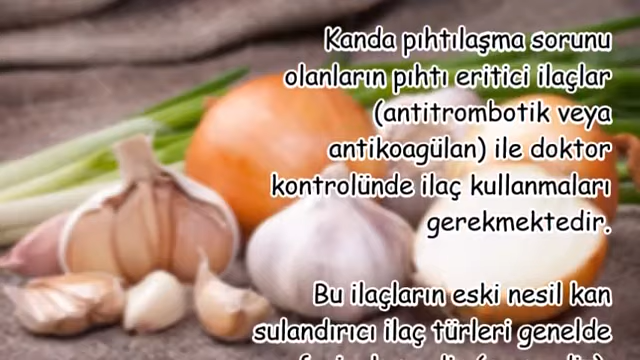 Kanda pıhtılaşma sorunu
olanların pıhtı eritici ilaçlar
(antitrombotik veya
antikoagülan) ile doktor
kontrolünde ilaç kullanmaları
gerekmektedir.
Bu ilaçların eski nesil kan
sulandırıcı ilaç türleri genelde